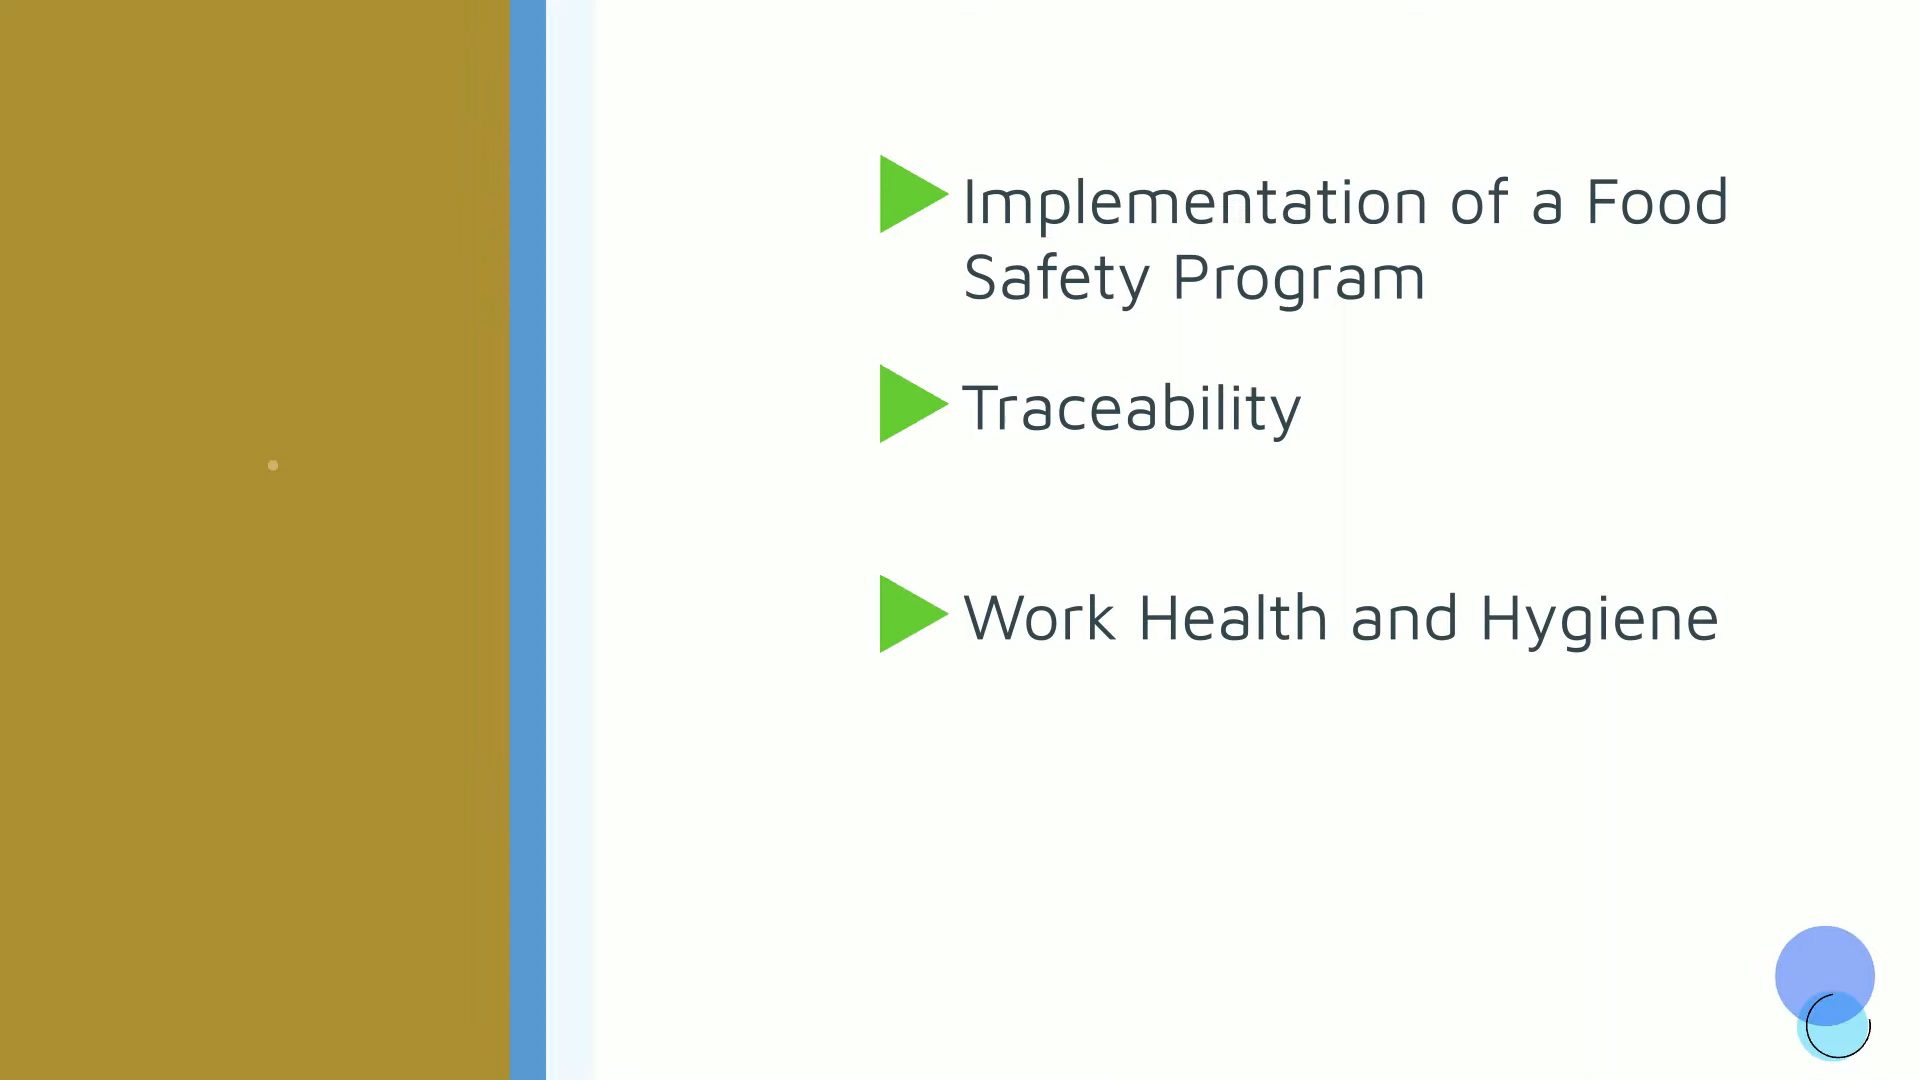 Implementation of a Food
Safety Program
Traceability
Work Health and Hygiene